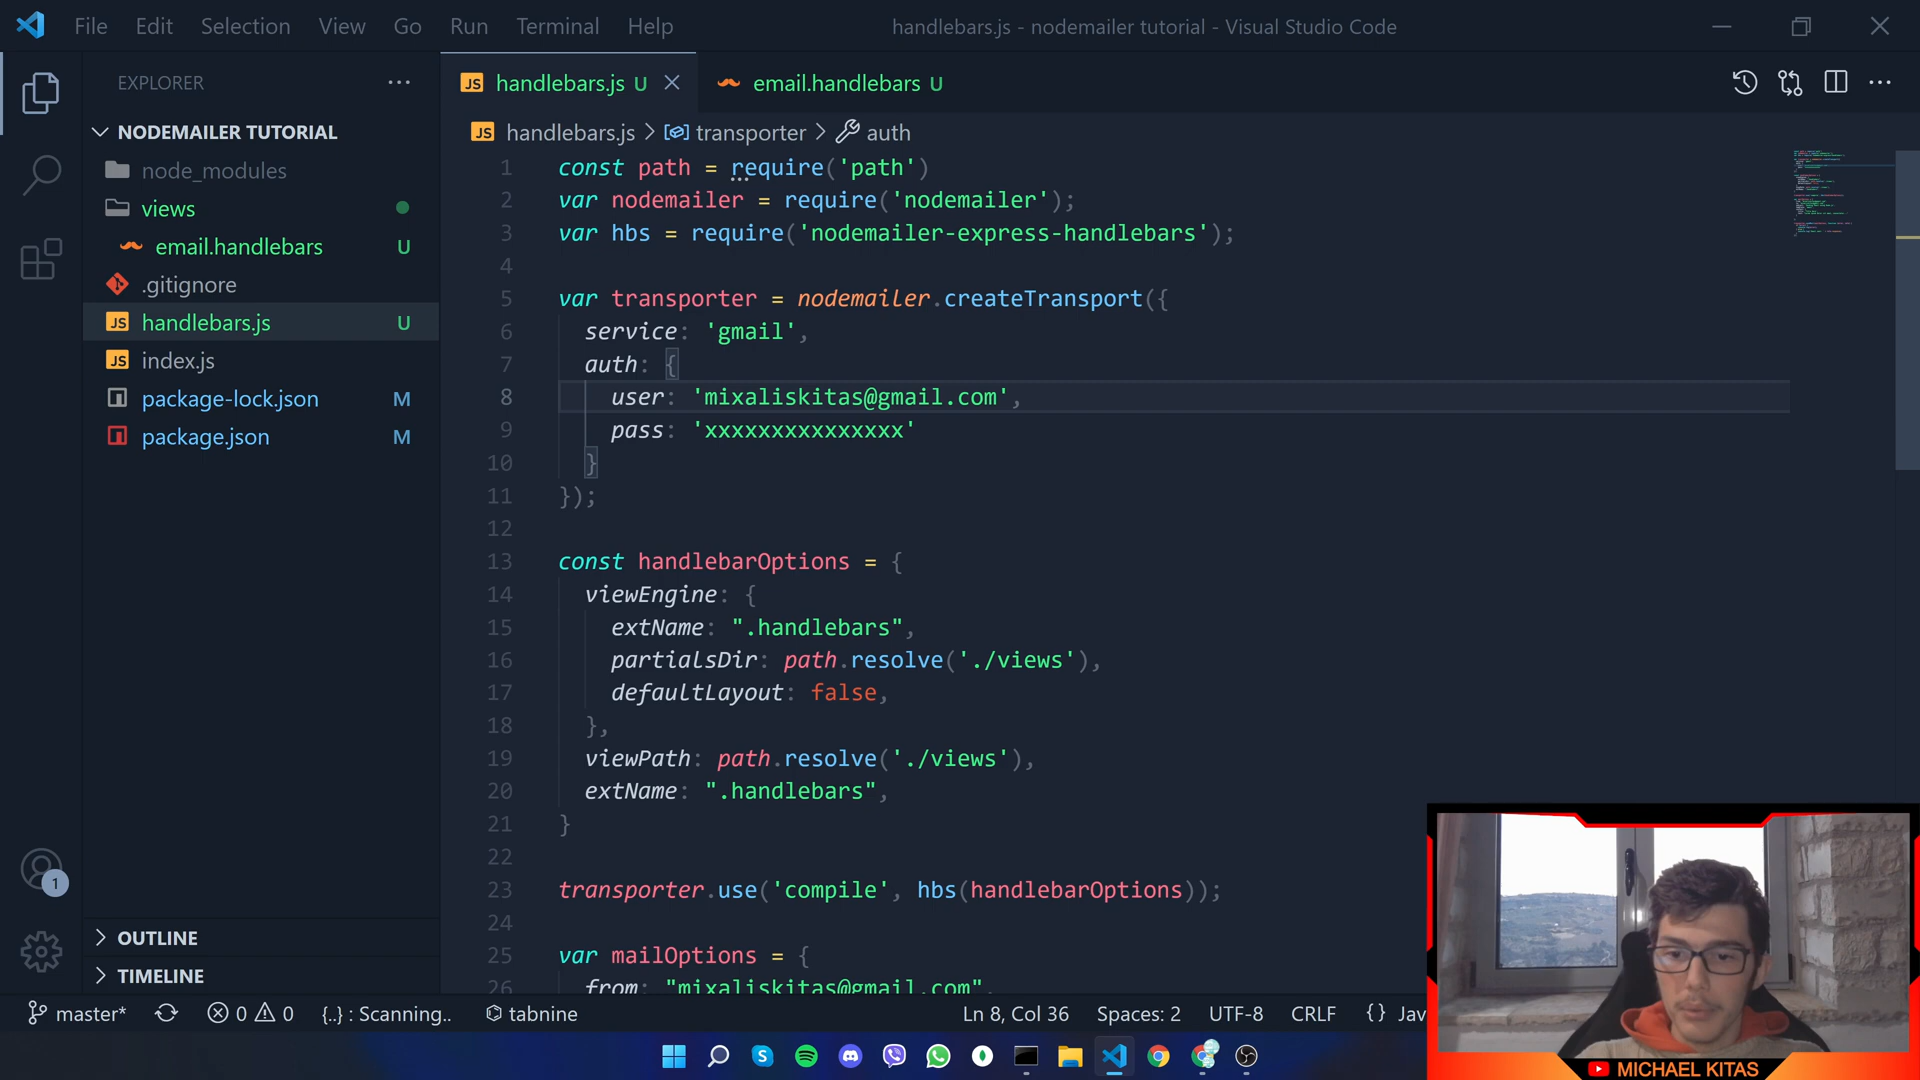 File Edit Selection View Go Run Terminal Help
handlebars.js - nodemailer tutorial - Visual Studio Code
EXPLORER
NODEMAILER TUTORIAL
node_modules
views
email.handlebars U
.gitignore
JS handlebars.js U
JS index.js
package-lock.json M
package.json M
OUTLINE
TIMELINE
JS handlebars.js U
email.handlebars U
JS handlebars.js > transporter > auth
1 const path = require('path')
2 var nodemailer = require('nodemailer');
3 var hbs = require('nodemailer-express-handlebars');
4
5 var transporter = nodemailer.createTransport({
6 service: 'gmail',
7 auth: {
8 user: 'mixaliskitas@gmail.com',
9 pass: 'xxxxxxxxxxxxxxx'
10 }
11 });
12
13 const handlebarOptions = {
14 viewEngine: {
15 extName: ".handlebars",
16 partialsDir: path.resolve('./views'),
17 defaultLayout: false,
18 },
19 viewPath: path.resolve('./views'),
20 extName: ".handlebars",
21 }
22
23 transporter.use('compile', hbs(handlebarOptions));
24
25 var mailOptions = {
26 from: "mixaliskitas@gmail.com",
1
master* 0 0 {..} : Scanning.. tabnine Ln 8, Col 36 Spaces: 2 UTF-8 CRLF {} Jav
MICHAEL KITAS